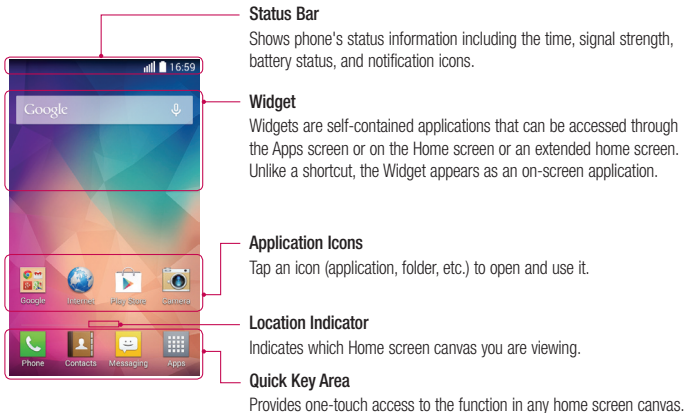 Status Bar
Shows phone's status information including the time, signal strength,
battery status, and notification icons.
16:59
Google
Widget
Widgets are self-contained applications that can be accessed through
the Apps screen or on the Home screen or an extended home screen.
Unlike a shortcut, the Widget appears as an on-screen application.
Application Icons
Tap an icon (application, folder, etc.) to open and use it.
Google Internet Play Store Camera
Location Indicator
Indicates which Home screen canvas you are viewing.
Phone Contacts Messaging Apps
Quick Key Area
Provides one-touch access to the function in any home screen canvas.